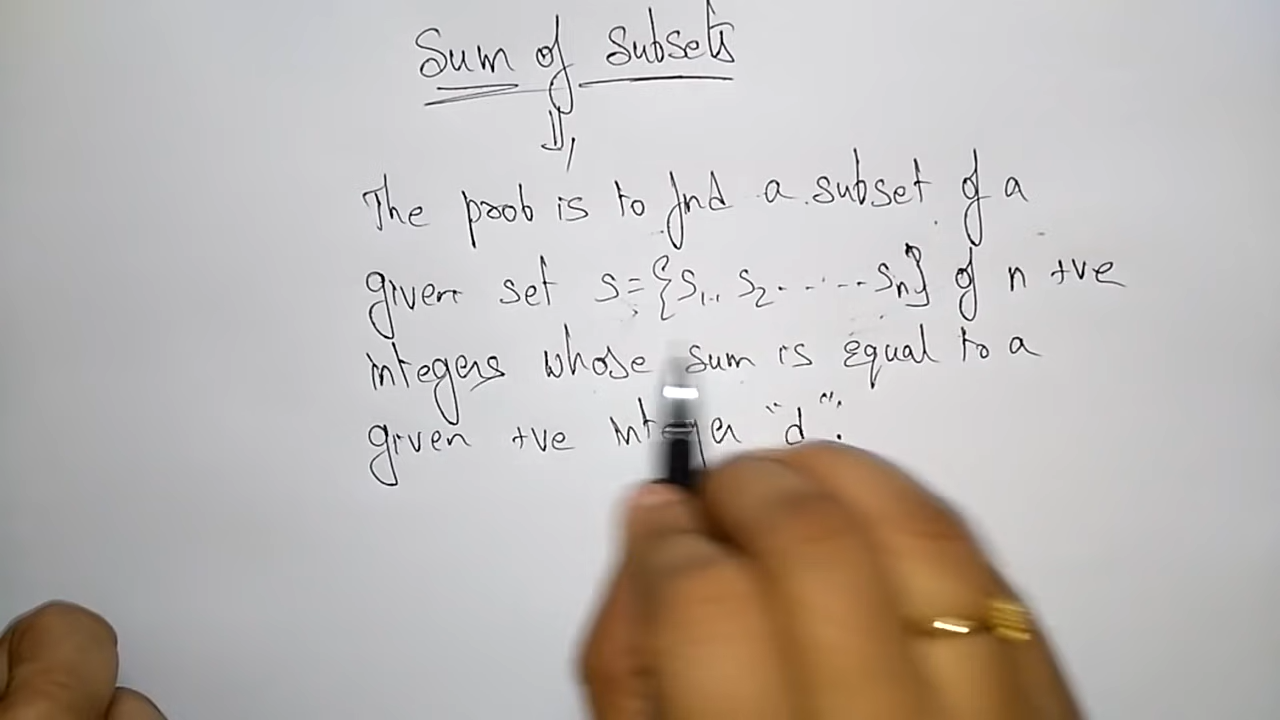 Sum of Subsets
The prob is to find a subset of a
given set S={S1.. S2.......Sn} of n +ve
integers whose sum is equal to a
given +ve integer "d".